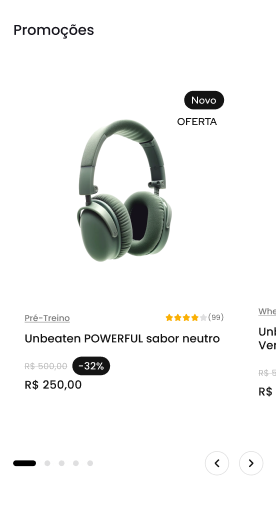 Promoções
Novo
OFERTA
Pré-Treino
(99)
Unbeaten POWERFUL sabor neutro
R$ 500,00
-32%
R$ 250,00
Whe
Unb
Ver
R$ 5
R$